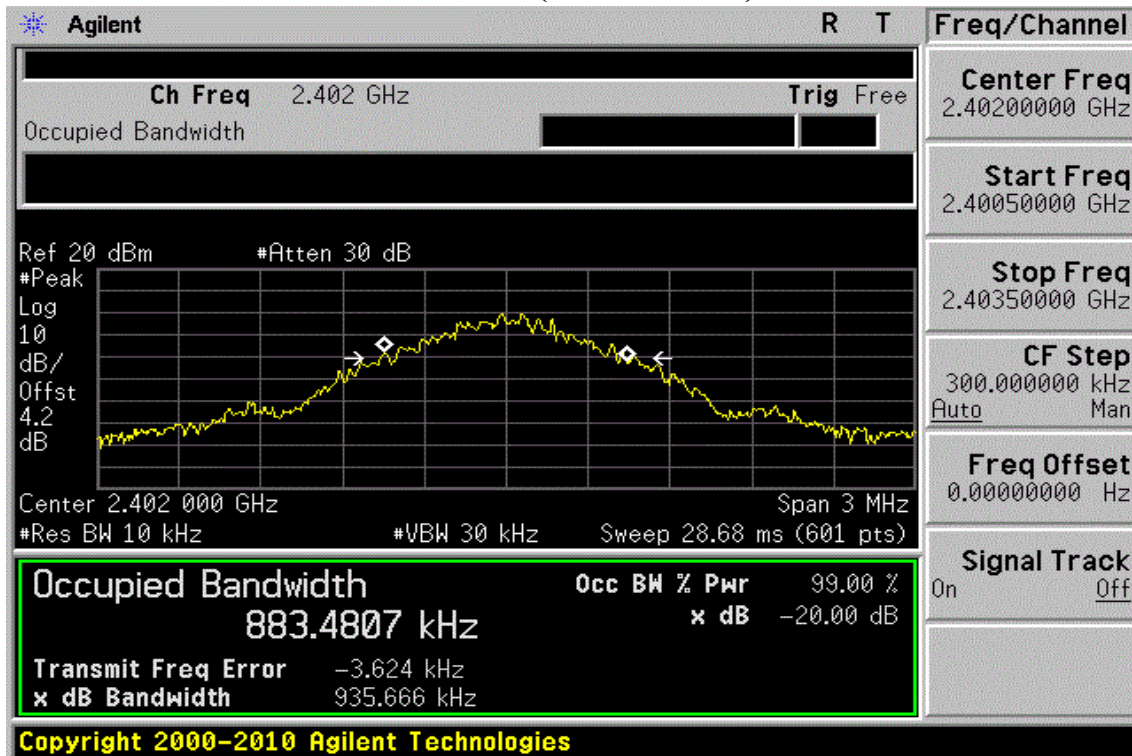 Agilent R T Freq/Channel
Ch Freq 2.402 GHz Trig Free
Occupied Bandwidth
Center Freq
2.40200000 GHz
Start Freq
2.40050000 GHz
Stop Freq
2.40350000 GHz
CF Step
300.000000 kHz
Auto Man
Freq Offset
0.00000000 Hz
Signal Track
On Off
Ref 20 dBm #Atten 30 dB
#Peak
Log
10
dB/
Offst
4.2
dB
Center 2.402 000 GHz Span 3 MHz
#Res BW 10 kHz #VBW 30 kHz Sweep 28.68 ms (601 pts)
Occupied Bandwidth Occ BW % Pwr 99.00 %
883.4807 kHz x dB -20.00 dB
Transmit Freq Error -3.624 kHz
x dB Bandwidth 935.666 kHz
Copyright 2000-2010 Agilent Technologies